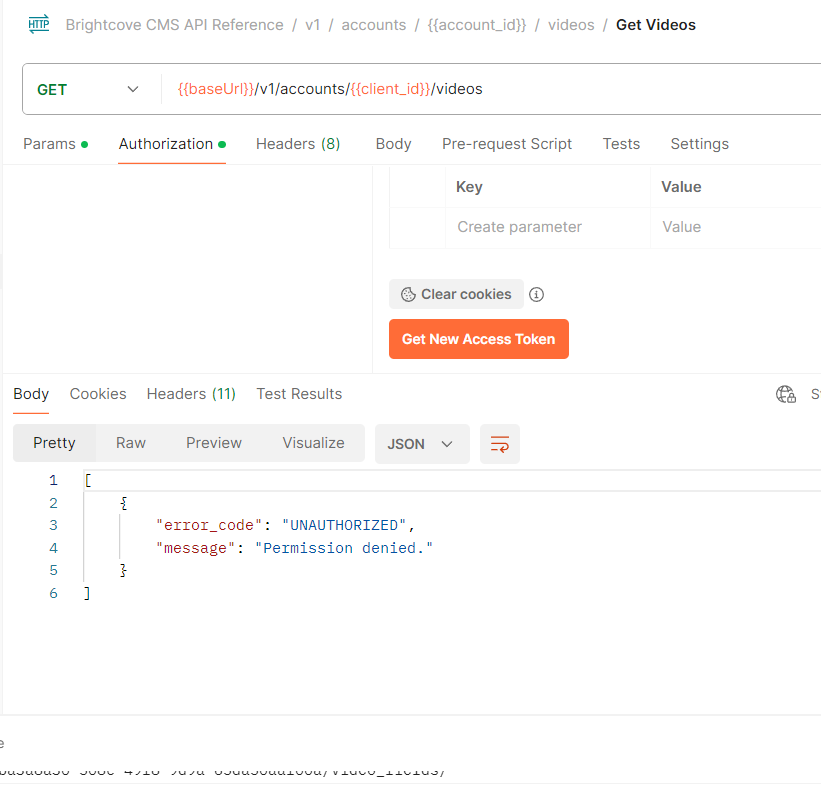 HTTP Brightcove CMS API Reference / v1 / accounts / {{account_id}} / videos / Get Videos
GET {{baseUrl}}/v1/accounts/{{client_id}}/videos
Params Authorization Headers (8) Body Pre-request Script Tests Settings
Key Value
Create parameter Value
Clear cookies
Get New Access Token
Body Cookies Headers (11) Test Results S
Pretty Raw Preview Visualize JSON
1 [
2 {
3 "error_code": "UNAUTHORIZED",
4 "message": "Permission denied."
5 }
6 ]
e